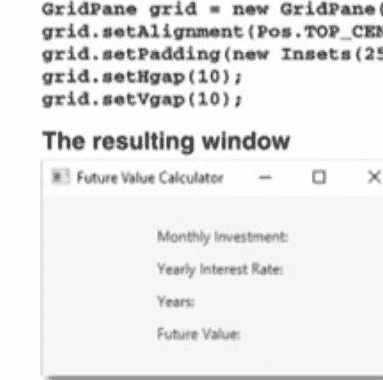 GridPane grid = new GridPane(
grid.setAlignment(Pos.TOP_CEN
grid.setPadding(new Insets(25
grid.setHgap(10);
grid.setVgap(10);
The resulting window
Future Value Calculator
Monthly Investment:
Yearly Interest Rate:
Years:
Future Value: